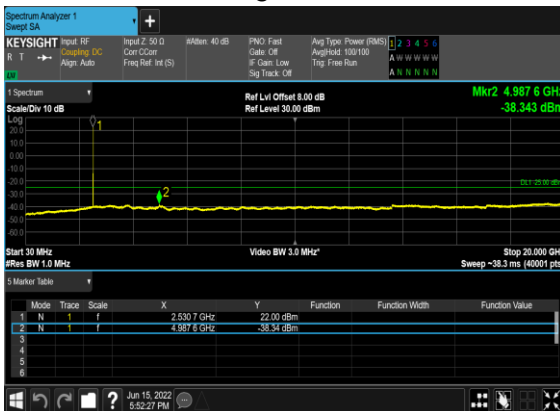 Spectrum Analyzer 1
Swept SA
KEYSIGHT Input: RF Input Z: 50 Ω #Atten: 40 dB PNO: Fast Avg Type: Power (RMS) 1 2 3 4 5 6
R T Coupling: DC Corr CCorr Gate: Off Avg|Hold: 100/100 A W W W W W
Align: Auto Freq Ref: Int (S) IF Gain: Low Trig: Free Run
LV Sig Track: Off A N N N N N
1 Spectrum Ref Lvl Offset 8.00 dB Mkr2 4.987 6 GHz
Scale/Div 10 dB Ref Level 30.00 dBm -38.343 dBm
Log
20.0
10.0
0.00
-10.0
-20.0
-30.0
-40.0
-50.0
-60.0
1
2
DL1 -25.00 dBm
Start 30 MHz Video BW 3.0 MHz* Stop 20.000 GHz
#Res BW 1.0 MHz Sweep ~38.3 ms (40001 pts)
5 Marker Table
Mode Trace Scale X Y Function Function Width Function Value
1 N 1 f 2.530 7 GHz 22.00 dBm
2 N 1 f 4.987 6 GHz -38.34 dBm
3
4
5
6
? Jun 15, 2022
5:52:27 PM